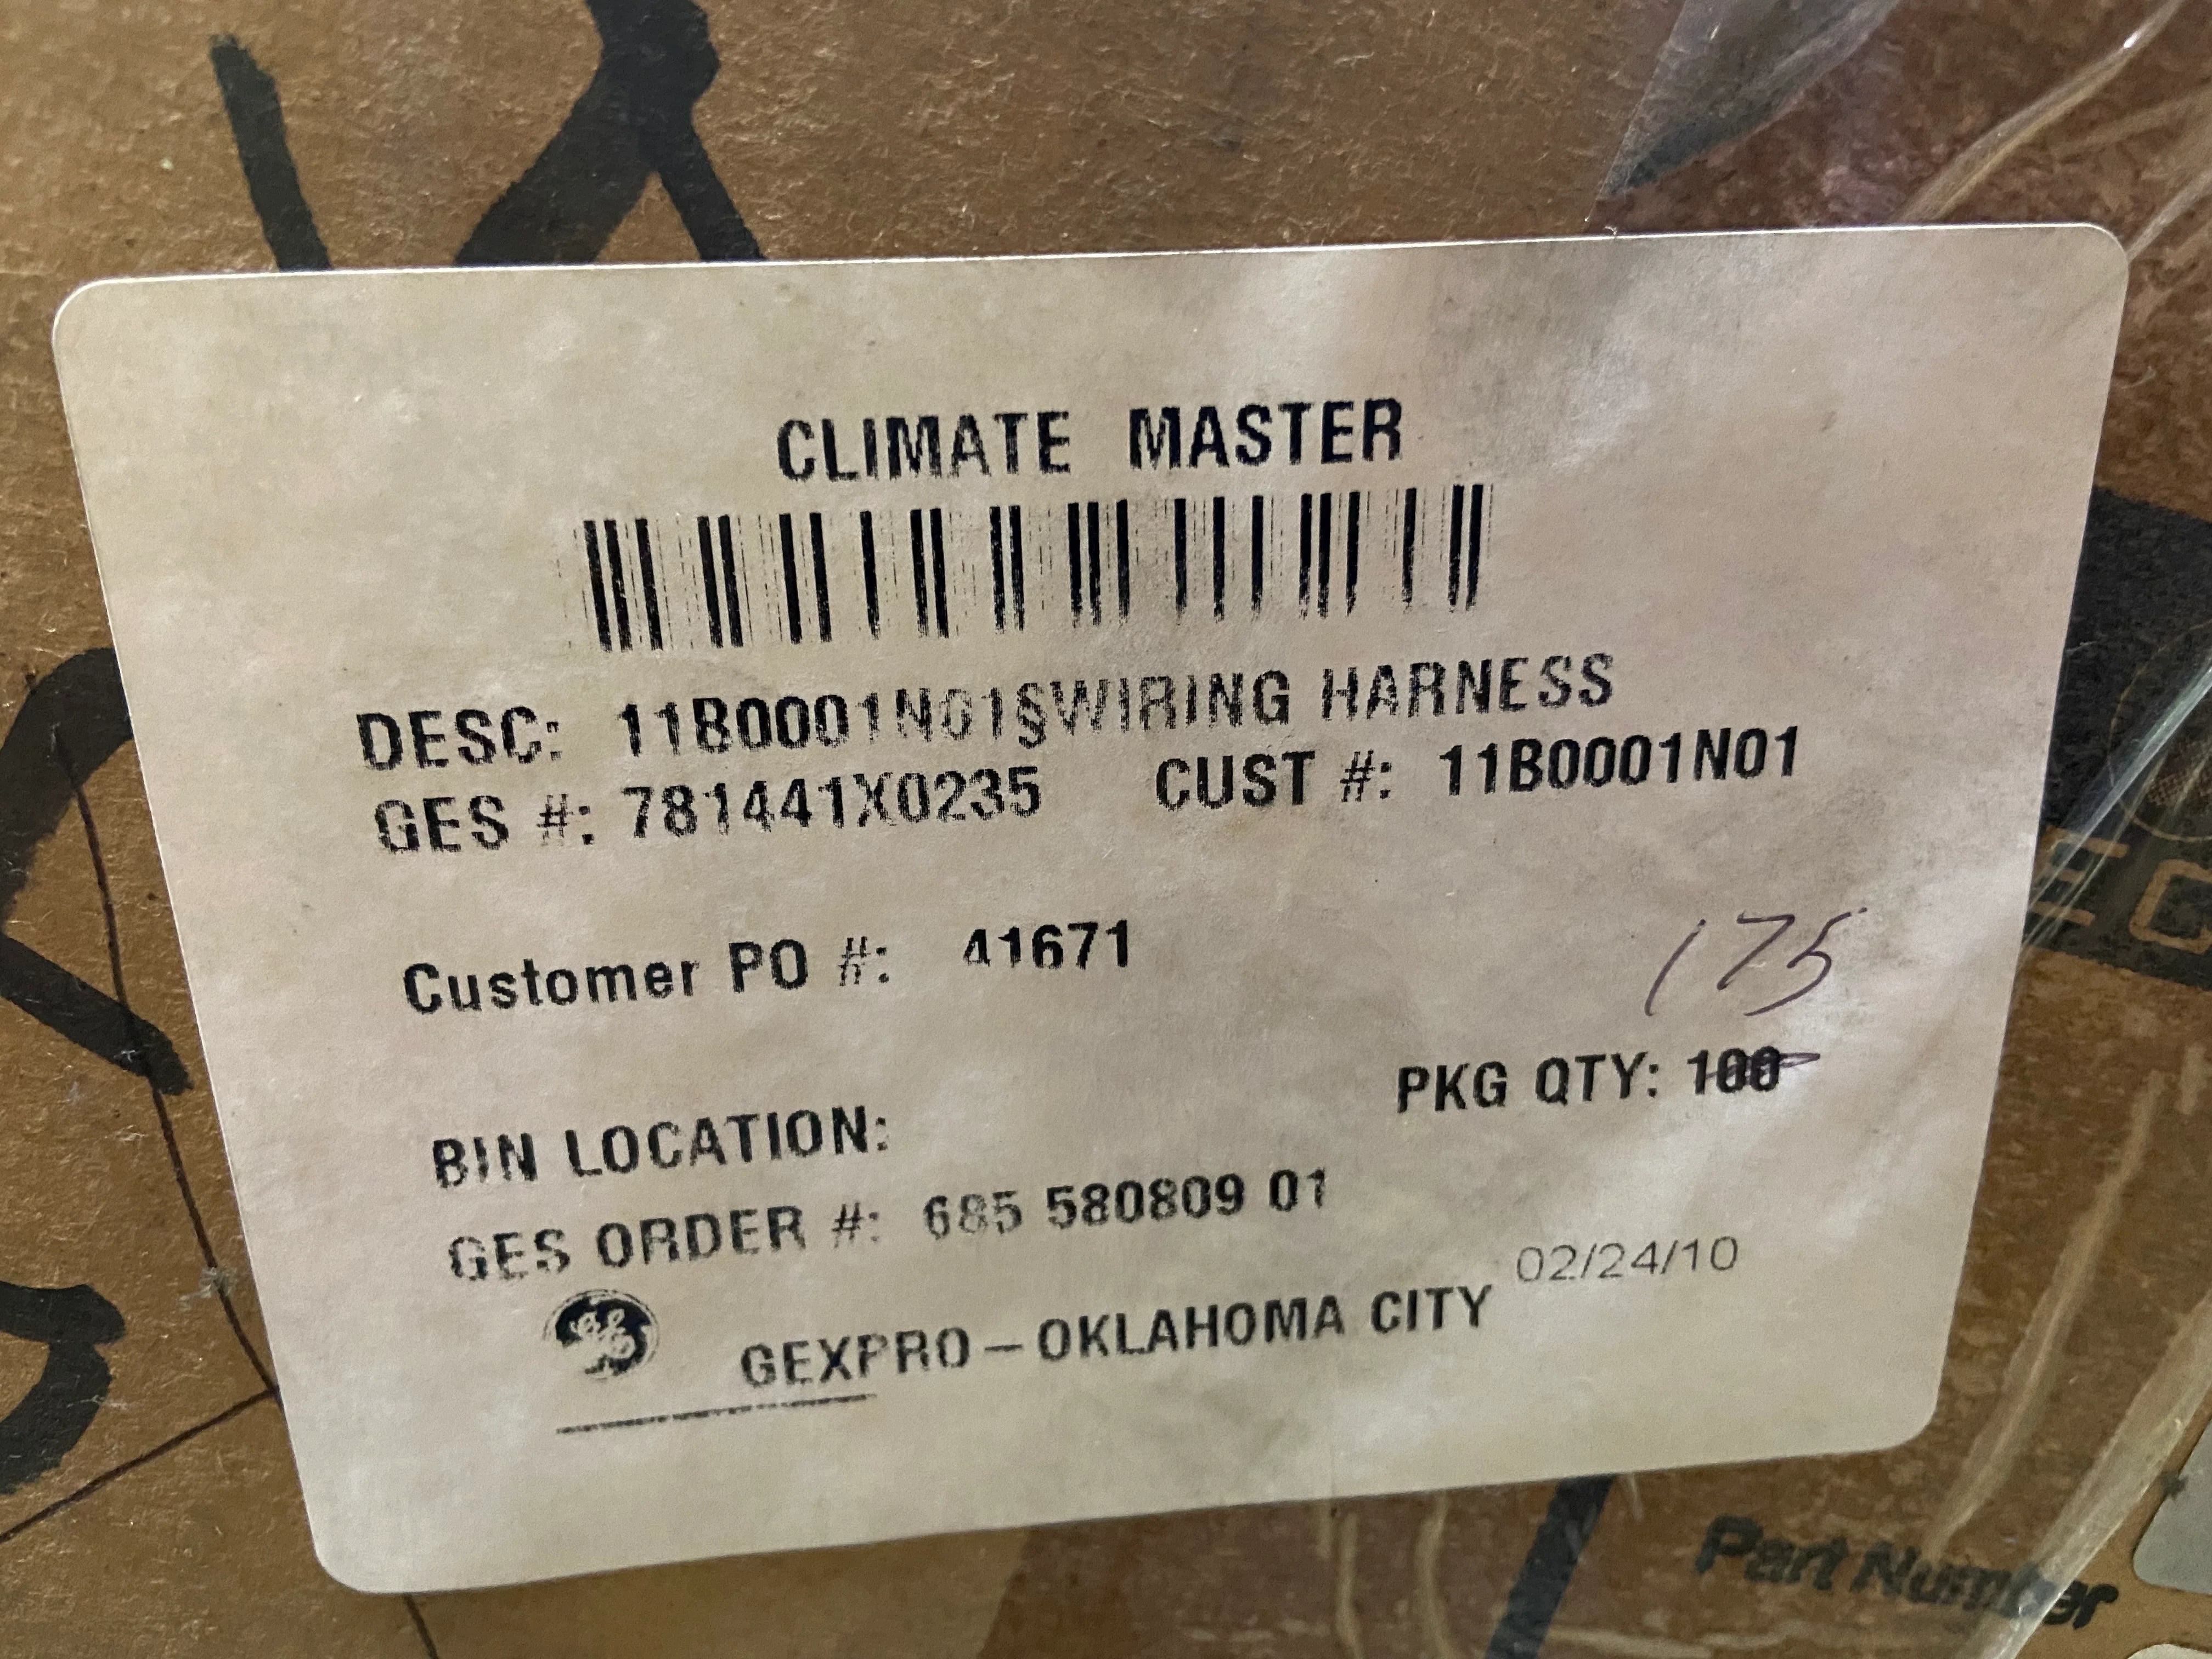 CLIMATE MASTER
DESC: 11B0001N01§WIRING HARNESS
GES #: 781441X0235 CUST #: 11B0001N01
Customer PO #: 41671
175
PKG QTY: 100
BIN LOCATION:
GES ORDER #: 685 580809 01
02/24/10
GEXPRO – OKLAHOMA CITY
Part Number